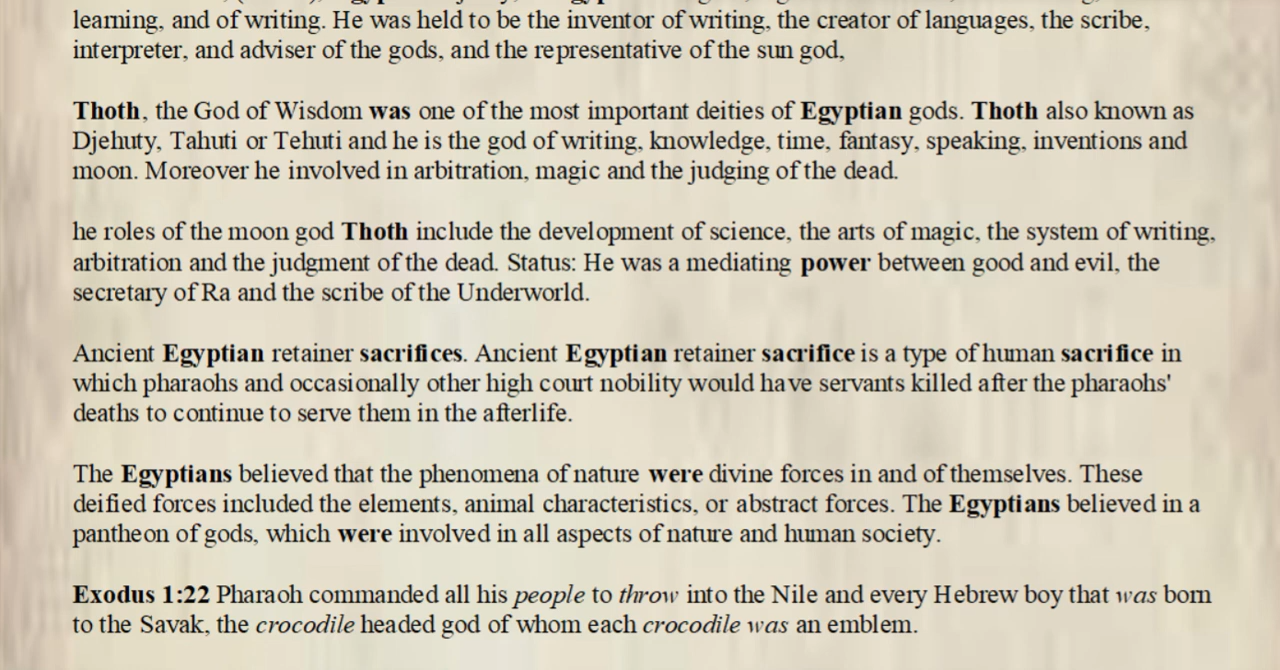 learning, and of writing. He was held to be the inventor of writing, the creator of languages, the scribe,
interpreter, and adviser of the gods, and the representative of the sun god,
Thoth, the God of Wisdom was one of the most important deities of Egyptian gods. Thoth also known as
Djehuty, Tahuti or Tehuti and he is the god of writing, knowledge, time, fantasy, speaking, inventions and
moon. Moreover he involved in arbitration, magic and the judging of the dead.
he roles of the moon god Thoth include the development of science, the arts of magic, the system of writing,
arbitration and the judgment of the dead. Status: He was a mediating power between good and evil, the
secretary of Ra and the scribe of the Underworld.
Ancient Egyptian retainer sacrifices. Ancient Egyptian retainer sacrifice is a type of human sacrifice in
which pharaohs and occasionally other high court nobility would have servants killed after the pharaohs'
deaths to continue to serve them in the afterlife.
The Egyptians believed that the phenomena of nature were divine forces in and of themselves. These
deified forces included the elements, animal characteristics, or abstract forces. The Egyptians believed in a
pantheon of gods, which were involved in all aspects of nature and human society.
Exodus 1:22 Pharaoh commanded all his people to throw into the Nile and every Hebrew boy that was born
to the Savak, the crocodile headed god of whom each crocodile was an emblem.